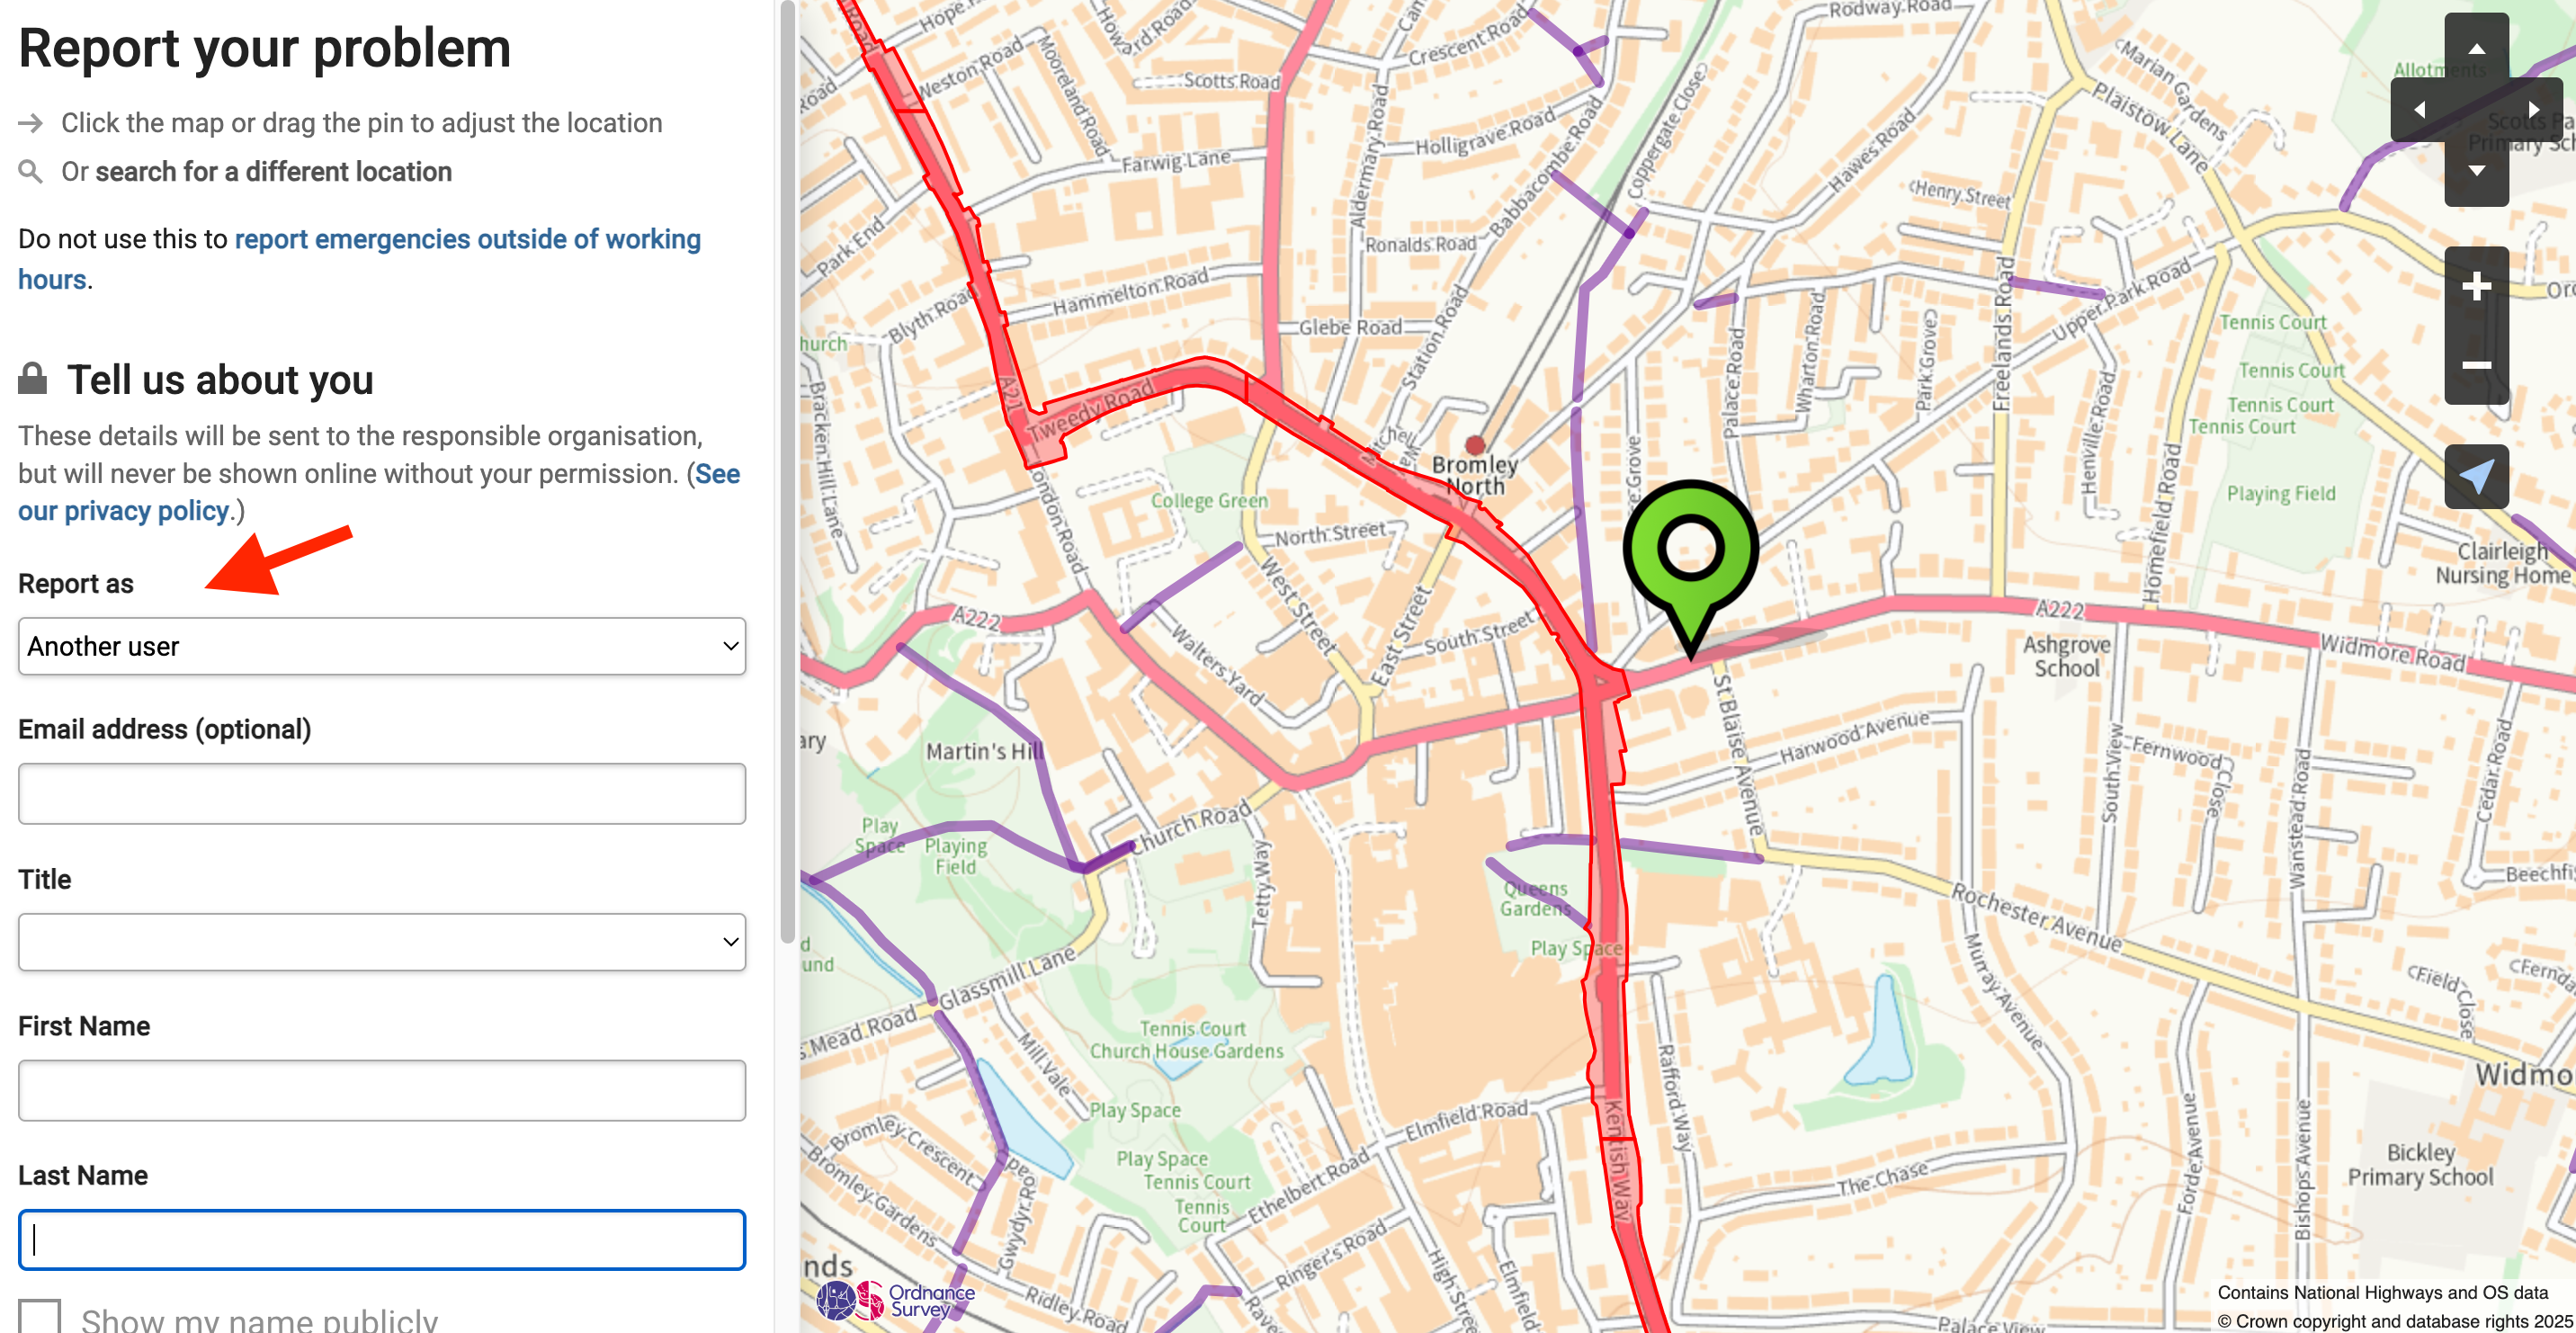 Report your problem
Click the map or drag the pin to adjust the location
Or search for a different location
Do not use this to report emergencies outside of working
hours.
Tell us about you
These details will be sent to the responsible organisation,
but will never be shown online without your permission. (See
our privacy policy.)
Report as
Another user
Email address (optional)
Title
First Name
Last Name
Show my name publicly
Road
Weston Road
Mooreland Road
Howard Road
Scotts Road
Crescent Road
Rodway Road
Marian Gardens
Allotments
Plaistow Lane
Road
Farwig Lane
Aldermary Road
Holligrave Road
Babbacombe Road
Coppergate Close
Hawes Road
Henry Street
Park End
Ronalds Road
Blyth Road
Hammelton Road
Glebe Road
Station Road
Palace Road
Wharton Road
Park Grove
Freelands Road
Upper Park Road
Tennis Court
Tennis Court
Tennis Court
Tennis Court
hurch
Bracken Hill Lane
A21
Tweedy Road
Mitchell
Way
Bromley
North
Henville Road
Homefield Road
Playing Field
College Green
London Road
North Street
West Street
East Street
South Street
Clairleigh
Nursing Home
A222
Walters Yard
A222
Ashgrove
School
Widmore Road
St Blaise Avenue
Harwood Avenue
South View
Fernwood Close
Wanstead Road
Cedar Road
ary
Martin's Hill
Church Road
Play
Space
Playing
Field
Tetty Way
Queens
Gardens
Play Space
Rochester Avenue
Beechfi
Murray Avenue
Field Close
d
und
Glassmill Lane
Mead Road
Mill Vale
Tennis Court
Church House Gardens
Play Space
Rafford Way
Kentish Way
Elmfield Road
Widmo
Forde Avenue
Bishops Avenue
Bickley
Primary School
Bromley Crescent
Bromley Gardens
Gwydyr Road
Play Space
Tennis Court
Tennis
Court
Ethelbert Road
Ringer's Road
High Stree
Elmfield
The Chase
nds
Ordnance
Survey
Ridley Road
Rave
Palace View
Contains National Highways and OS data
© Crown copyright and database rights 2025